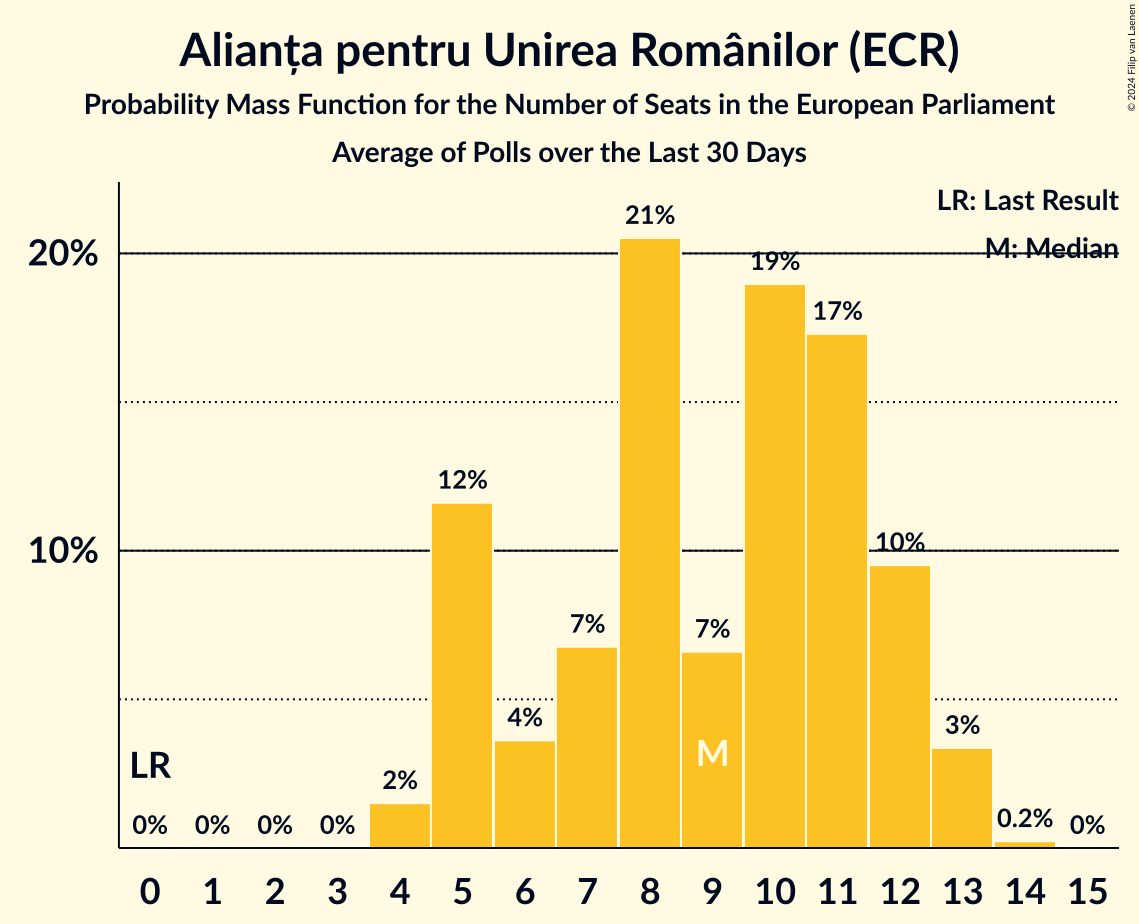 Alianța pentru Unirea Românilor (ECR)
Probability Mass Function for the Number of Seats in the European Parliament
Average of Polls over the Last 30 Days
© 2024 Filip van Laenen
LR: Last Result
M: Median
20%
10%
LR
0%
0%
0%
0%
2%
12%
4%
7%
21%
7%
M
19%
17%
10%
3%
0.2%
0%
0 1 2 3 4 5 6 7 8 9 10 11 12 13 14 15